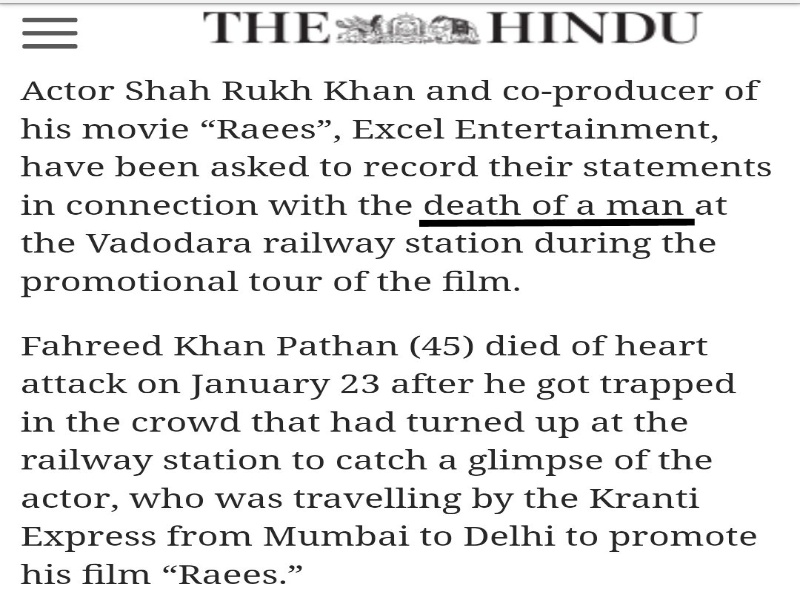 THE HINDU
Actor Shah Rukh Khan and co-producer of
his movie “Raees”, Excel Entertainment,
have been asked to record their statements
in connection with the death of a man at
the Vadodara railway station during the
promotional tour of the film.
Fahreed Khan Pathan (45) died of heart
attack on January 23 after he got trapped
in the crowd that had turned up at the
railway station to catch a glimpse of the
actor, who was travelling by the Kranti
Express from Mumbai to Delhi to promote
his film “Raees.”